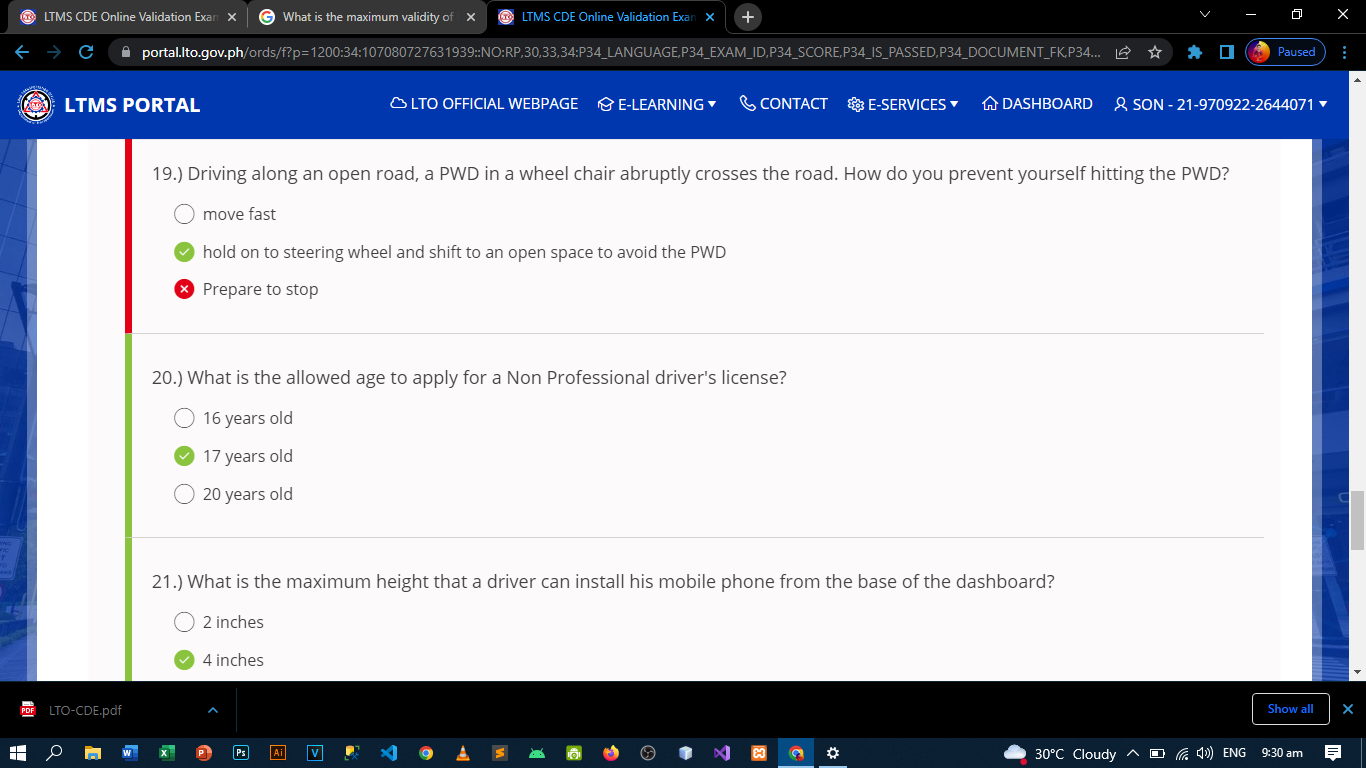 LTMS CDE Online Validation Exan
What is the maximum validity of
LTMS CDE Online Validation Exan
portal.lto.gov.ph/ords/f?p=1200:34:107080727631939::NO:RP,30,33,34:P34_LANGUAGE,P34_EXAM_ID,P34_SCORE,P34_IS_PASSED,P34_DOCUMENT_FK,P34...
Paused
LTMS PORTAL
LTO OFFICIAL WEBPAGE
E-LEARNING
CONTACT
E-SERVICES
DASHBOARD
SON - 21-970922-2644071
19.) Driving along an open road, a PWD in a wheel chair abruptly crosses the road. How do you prevent yourself hitting the PWD?
move fast
hold on to steering wheel and shift to an open space to avoid the PWD
Prepare to stop
20.) What is the allowed age to apply for a Non Professional driver's license?
16 years old
17 years old
20 years old
21.) What is the maximum height that a driver can install his mobile phone from the base of the dashboard?
2 inches
4 inches
PDF
LTO-CDE.pdf
Show all
30°C Cloudy
ENG
9:30 am